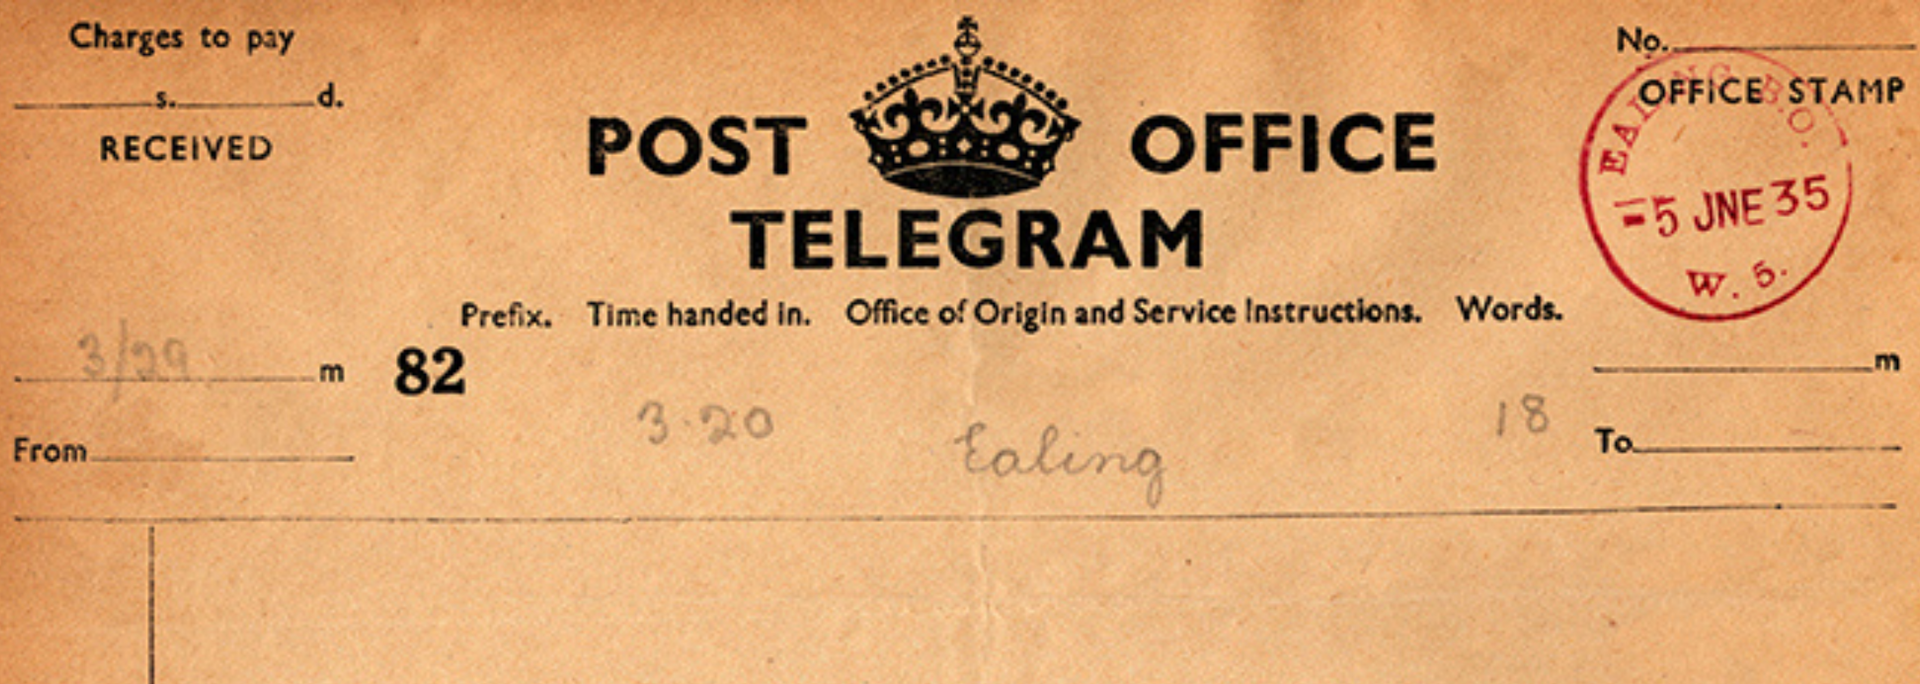 Charges to pay
s. d.
RECEIVED
POST OFFICE
TELEGRAM
No.
OFFICE STAMP
EALING B.O.
-5 JNE 35
W. 5.
Prefix. Time handed in. Office of Origin and Service Instructions. Words.
3/29 m
82
m
3.20 Ealing 18
From
To